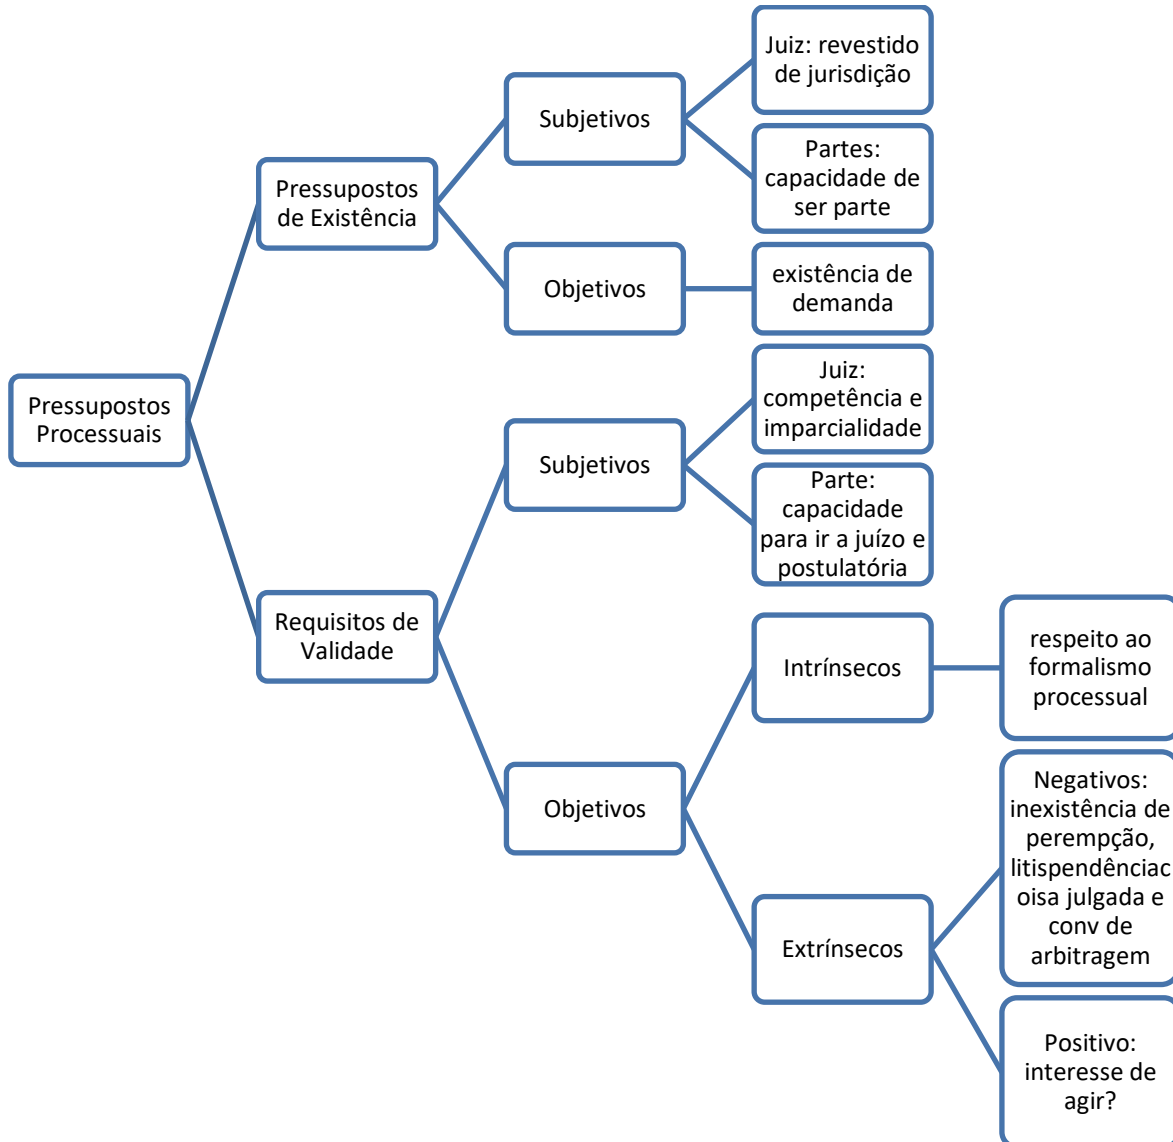 Pressupostos
Processuais
Pressupostos
de Existência
Subjetivos
Juiz: revestido
de jurisdição
Partes:
capacidade de
ser parte
Objetivos
existência de
demanda
Requisitos de
Validade
Subjetivos
Juiz:
competência e
imparcialidade
Parte:
capacidade
para ir a juízo e
postulatória
Objetivos
Intrínsecos
respeito ao
formalismo
processual
Extrínsecos
Negativos:
inexistência de
perempção,
litispendênciac
oisa julgada e
conv de
arbitragem
Positivo:
interesse de
agir?